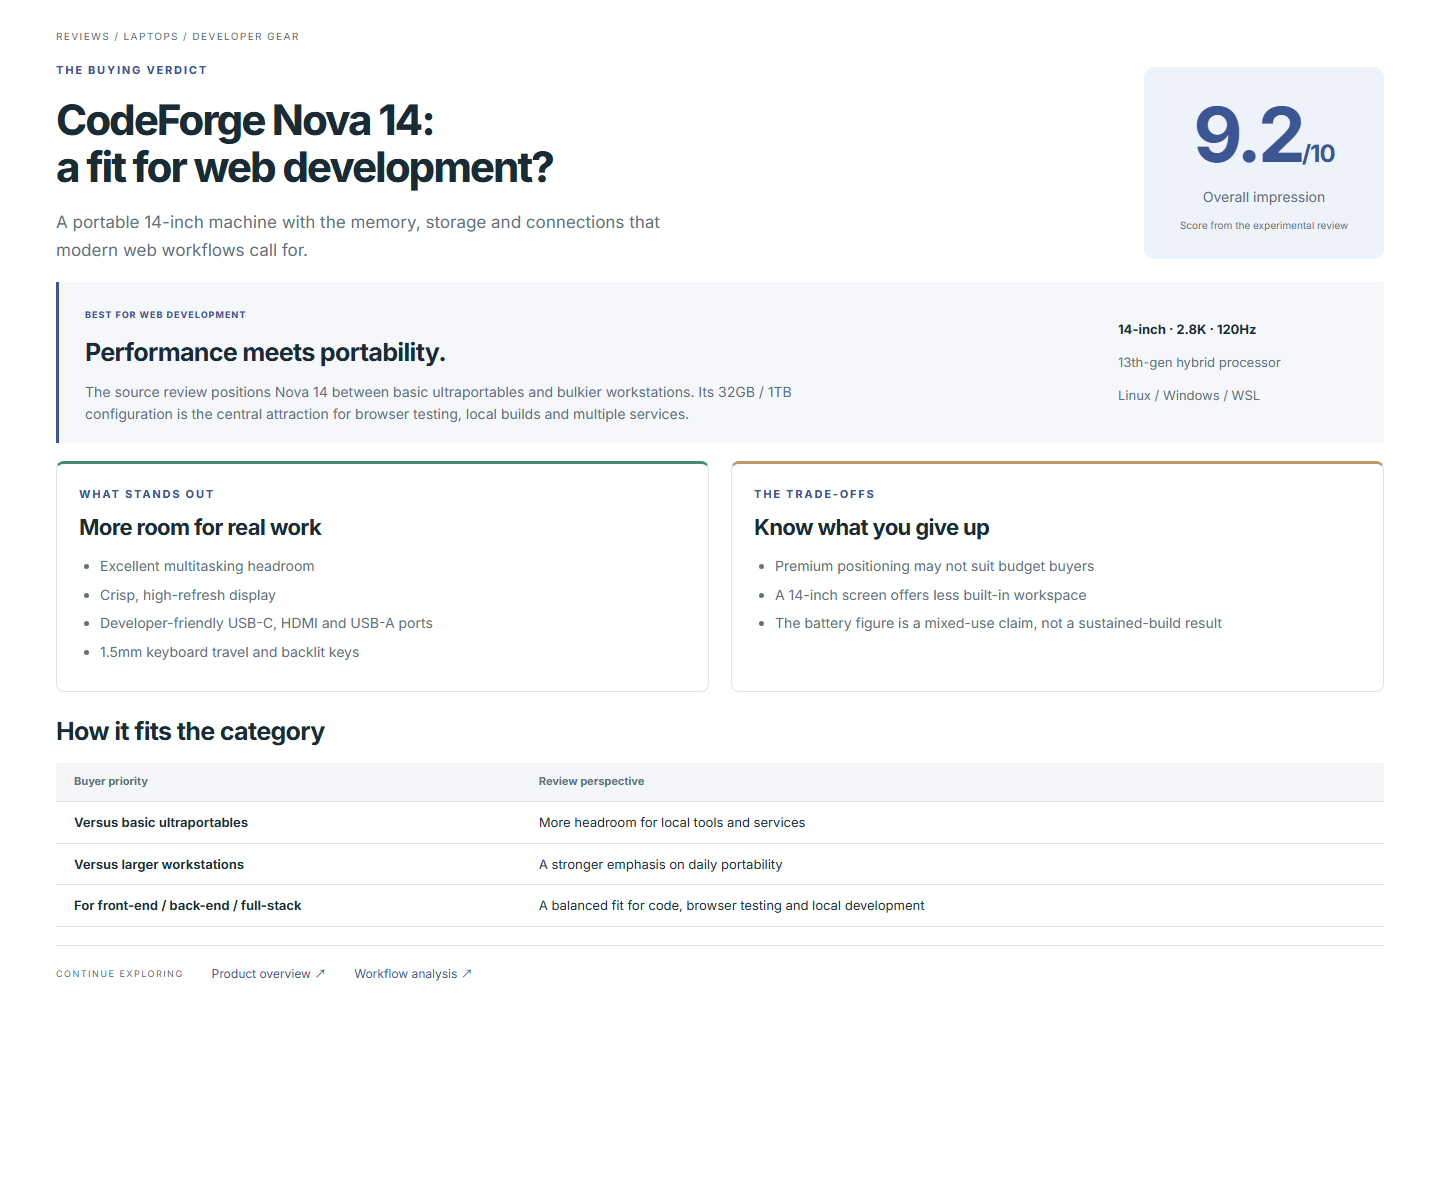 REVIEWS / LAPTOPS / DEVELOPER GEAR
THE BUYING VERDICT
CodeForge Nova 14:
a fit for web development?
A portable 14-inch machine with the memory, storage and connections that
modern web workflows call for.
9.2/10
Overall impression
Score from the experimental review
BEST FOR WEB DEVELOPMENT
Performance meets portability.
The source review positions Nova 14 between basic ultraportables and bulkier workstations. Its 32GB / 1TB
configuration is the central attraction for browser testing, local builds and multiple services.
14-inch · 2.8K · 120Hz
13th-gen hybrid processor
Linux / Windows / WSL
WHAT STANDS OUT
More room for real work
• Excellent multitasking headroom
• Crisp, high-refresh display
• Developer-friendly USB-C, HDMI and USB-A ports
• 1.5mm keyboard travel and backlit keys
THE TRADE-OFFS
Know what you give up
• Premium positioning may not suit budget buyers
• A 14-inch screen offers less built-in workspace
• The battery figure is a mixed-use claim, not a sustained-build result
How it fits the category
Buyer priority Review perspective
Versus basic ultraportables More headroom for local tools and services
Versus larger workstations A stronger emphasis on daily portability
For front-end / back-end / full-stack A balanced fit for code, browser testing and local development
CONTINUE EXPLORING Product overview ↗ Workflow analysis ↗